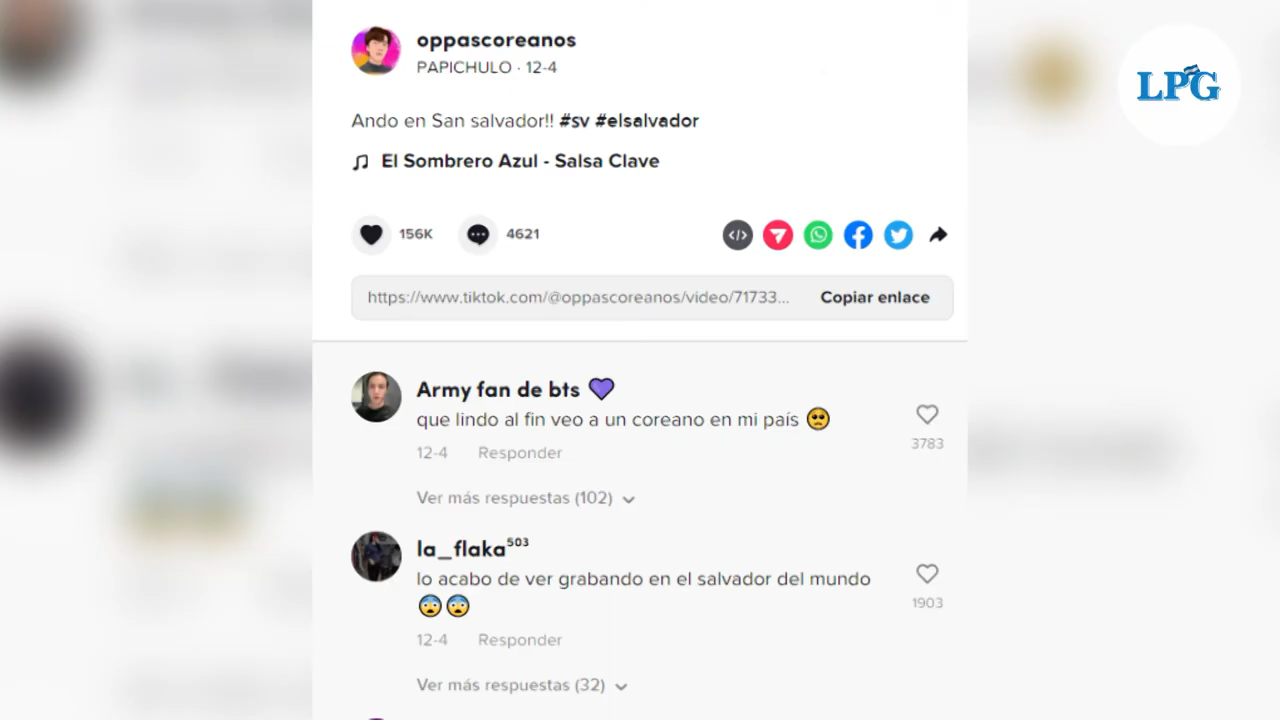 oppascoreanos
PAPICHULO · 12-4
LPG
Ando en San salvador!! #sv #elsalvador
El Sombrero Azul - Salsa Clave
156K
4621
https://www.tiktok.com/@oppascoreanos/video/71733...
Copiar enlace
Army fan de bts 💜
que lindo al fin veo a un coreano en mi país 🥺
3783
12-4 Responder
Ver más respuestas (102)
la_flaka⁵⁰³
lo acabo de ver grabando en el salvador del mundo
😨😨
1903
12-4 Responder
Ver más respuestas (32)